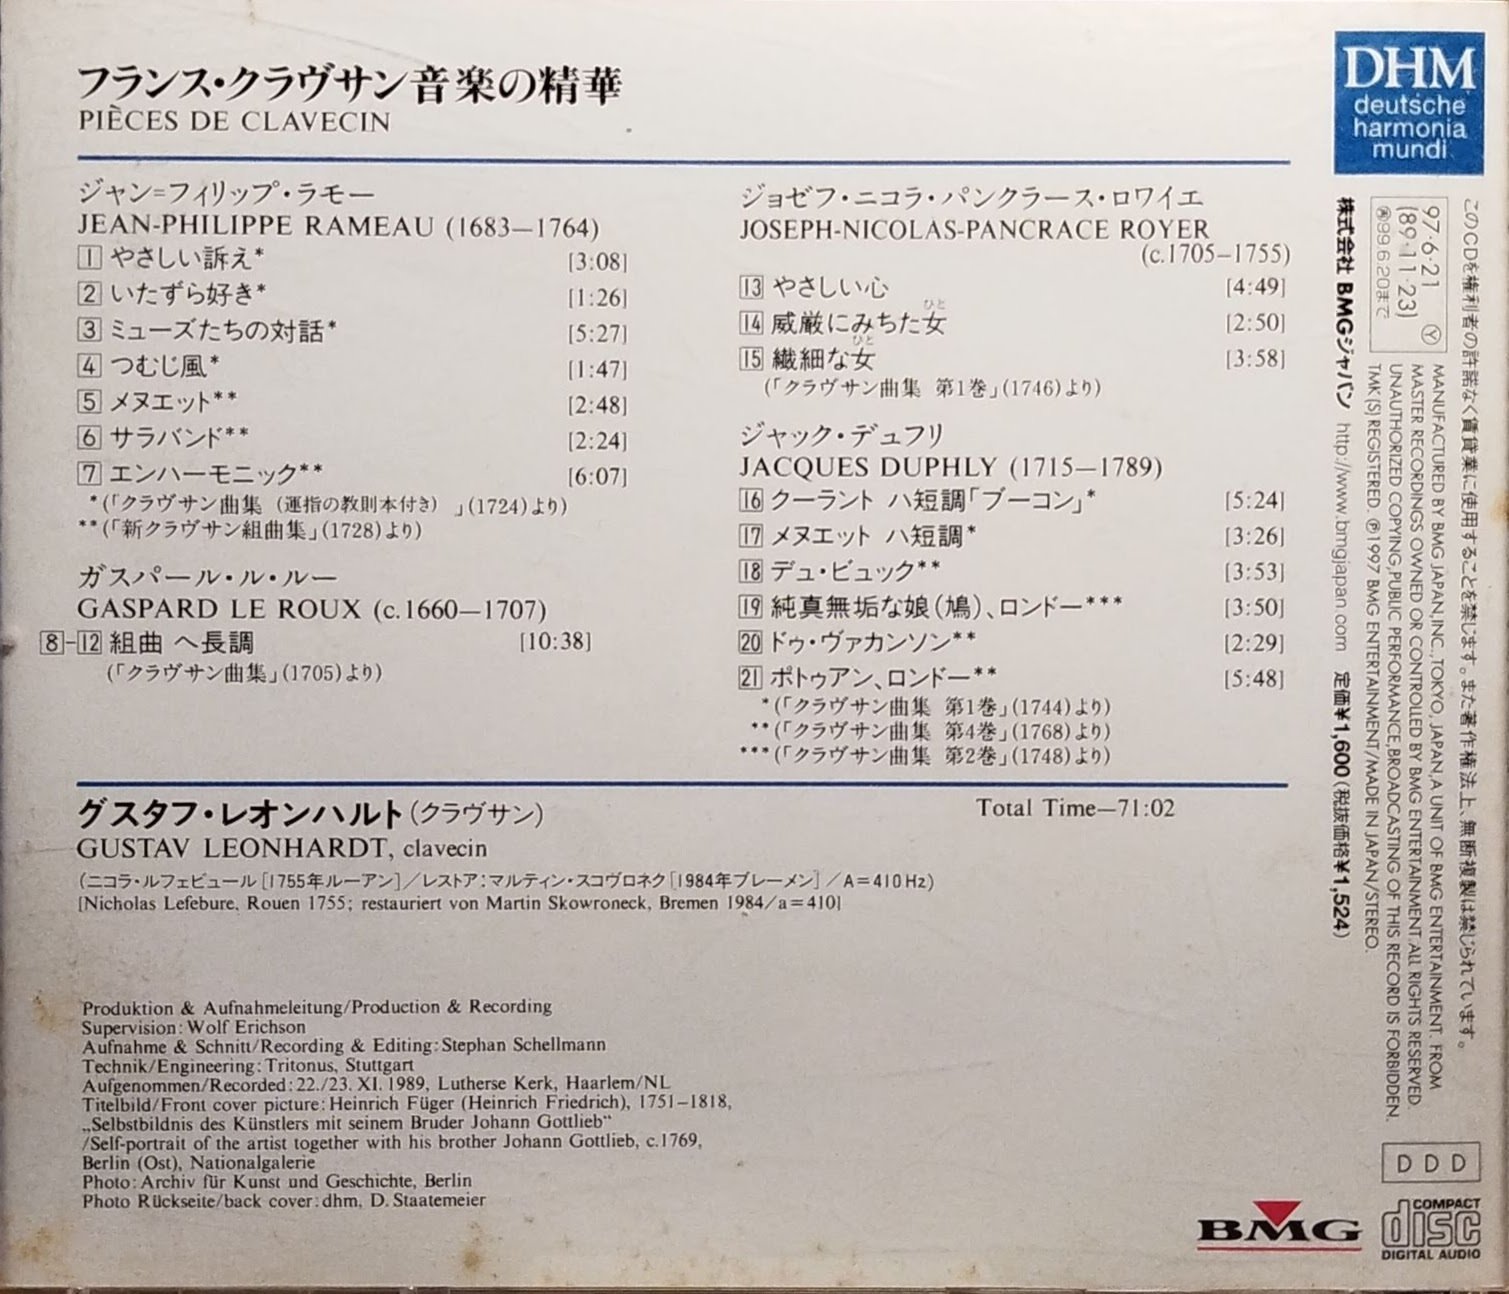 フランス・クラヴサン音楽の精華
PIÈCES DE CLAVECIN
ジャン=フィリップ・ラモー
JEAN-PHILIPPE RAMEAU (1683—1764)
1 やさしい訴え* [3:08]
2 いたずら好き* [1:26]
3 ミューズたちの対話* [5:27]
4 つむじ風* [1:47]
5 メヌエット** [2:48]
6 サラバンド** [2:24]
7 エンハーモニック** [6:07]
*(「クラヴサン曲集 (運指の教則本付き) 」(1724)より)
**(「新クラヴサン組曲集」(1728)より)
ガスパール・ル・ルー
GASPARD LE ROUX (c.1660—1707)
8-12 組曲 ヘ長調 [10:38]
(「クラヴサン曲集」(1705)より)
ジョゼフ・ニコラ・パンクラース・ロワイエ
JOSEPH-NICOLAS-PANCRACE ROYER
(c.1705—1755)
13 やさしい心 [4:49]
ひと
14 威厳にみちた女 [2:50]
ひと
15 繊細な女 [3:58]
(「クラヴサン曲集 第1巻」(1746)より)
ジャック・デュフリ
JACQUES DUPHLY (1715—1789)
16 クーラント ハ短調「ブーコン」* [5:24]
17 メヌエット ハ短調* [3:26]
18 デュ・ビュック** [3:53]
19 純真無垢な娘(鳩)、ロンドー*** [3:50]
20 ドゥ・ヴァカンソン** [2:29]
21 ポトゥアン、ロンドー** [5:48]
*(「クラヴサン曲集 第1巻」(1744)より)
**(「クラヴサン曲集 第4巻」(1768)より)
***(「クラヴサン曲集 第2巻」(1748)より)
グスタフ・レオンハルト(クラヴサン)
Total Time—71:02
GUSTAV LEONHARDT, clavecin
(ニコラ・ルフェビュール[1755年ルーアン]/レストア:マルティン・スコヴロネク[1984年ブレーメン]/A=410Hz)
[Nicholas Lefebure, Rouen 1755; restauriert von Martin Skowroneck, Bremen 1984/a=410]
Produktion & Aufnahmeleitung/Production & Recording
Supervision: Wolf Erichson
Aufnahme & Schnitt/Recording & Editing: Stephan Schellmann
Technik/Engineering: Tritonus, Stuttgart
Aufgenommen/Recorded: 22./23. XI. 1989, Lutherse Kerk, Haarlem/NL
Titelbild/Front cover picture: Heinrich Füger (Heinrich Friedrich), 1751–1818,
„Selbstbildnis des Künstlers mit seinem Bruder Johann Gottlieb"
/Self-portrait of the artist together with his brother Johann Gottlieb, c.1769,
Berlin (Ost), Nationalgalerie
Photo: Archiv für Kunst und Geschichte, Berlin
Photo Rückseite/back cover: dhm, D. Staatemeier
DHM
deutsche
harmonia
mundi
このCDを権利者の許諾なく賃貸業に使用することを禁じます。また著作権法上、無断複製は禁じられています。
97・6・21 Ⓨ
(89・11・23)
再99.6.20まで
MANUFACTURED BY BMG JAPAN,INC.,TOKYO, JAPAN,A UNIT OF BMG ENTERTAINMENT. FROM
MASTER RECORDINGS OWNED OR CONTROLLED BY BMG ENTERTAINMENT. ALL RIGHTS RESERVED.
UNAUTHORIZED COPYING,PUBLIC PERFORMANCE,BROADCASTING OF THIS RECORD IS FORBIDDEN.
TMK(S) REGISTERED. ℗1997 BMG ENTERTAINMENT/MADE IN JAPAN/STEREO.
株式会社 BMGジャパン http://www.bmgjapan.com 定価¥1,600(税抜価格¥1,524)
DDD
BMG
COMPACT
disc
DIGITAL AUDIO